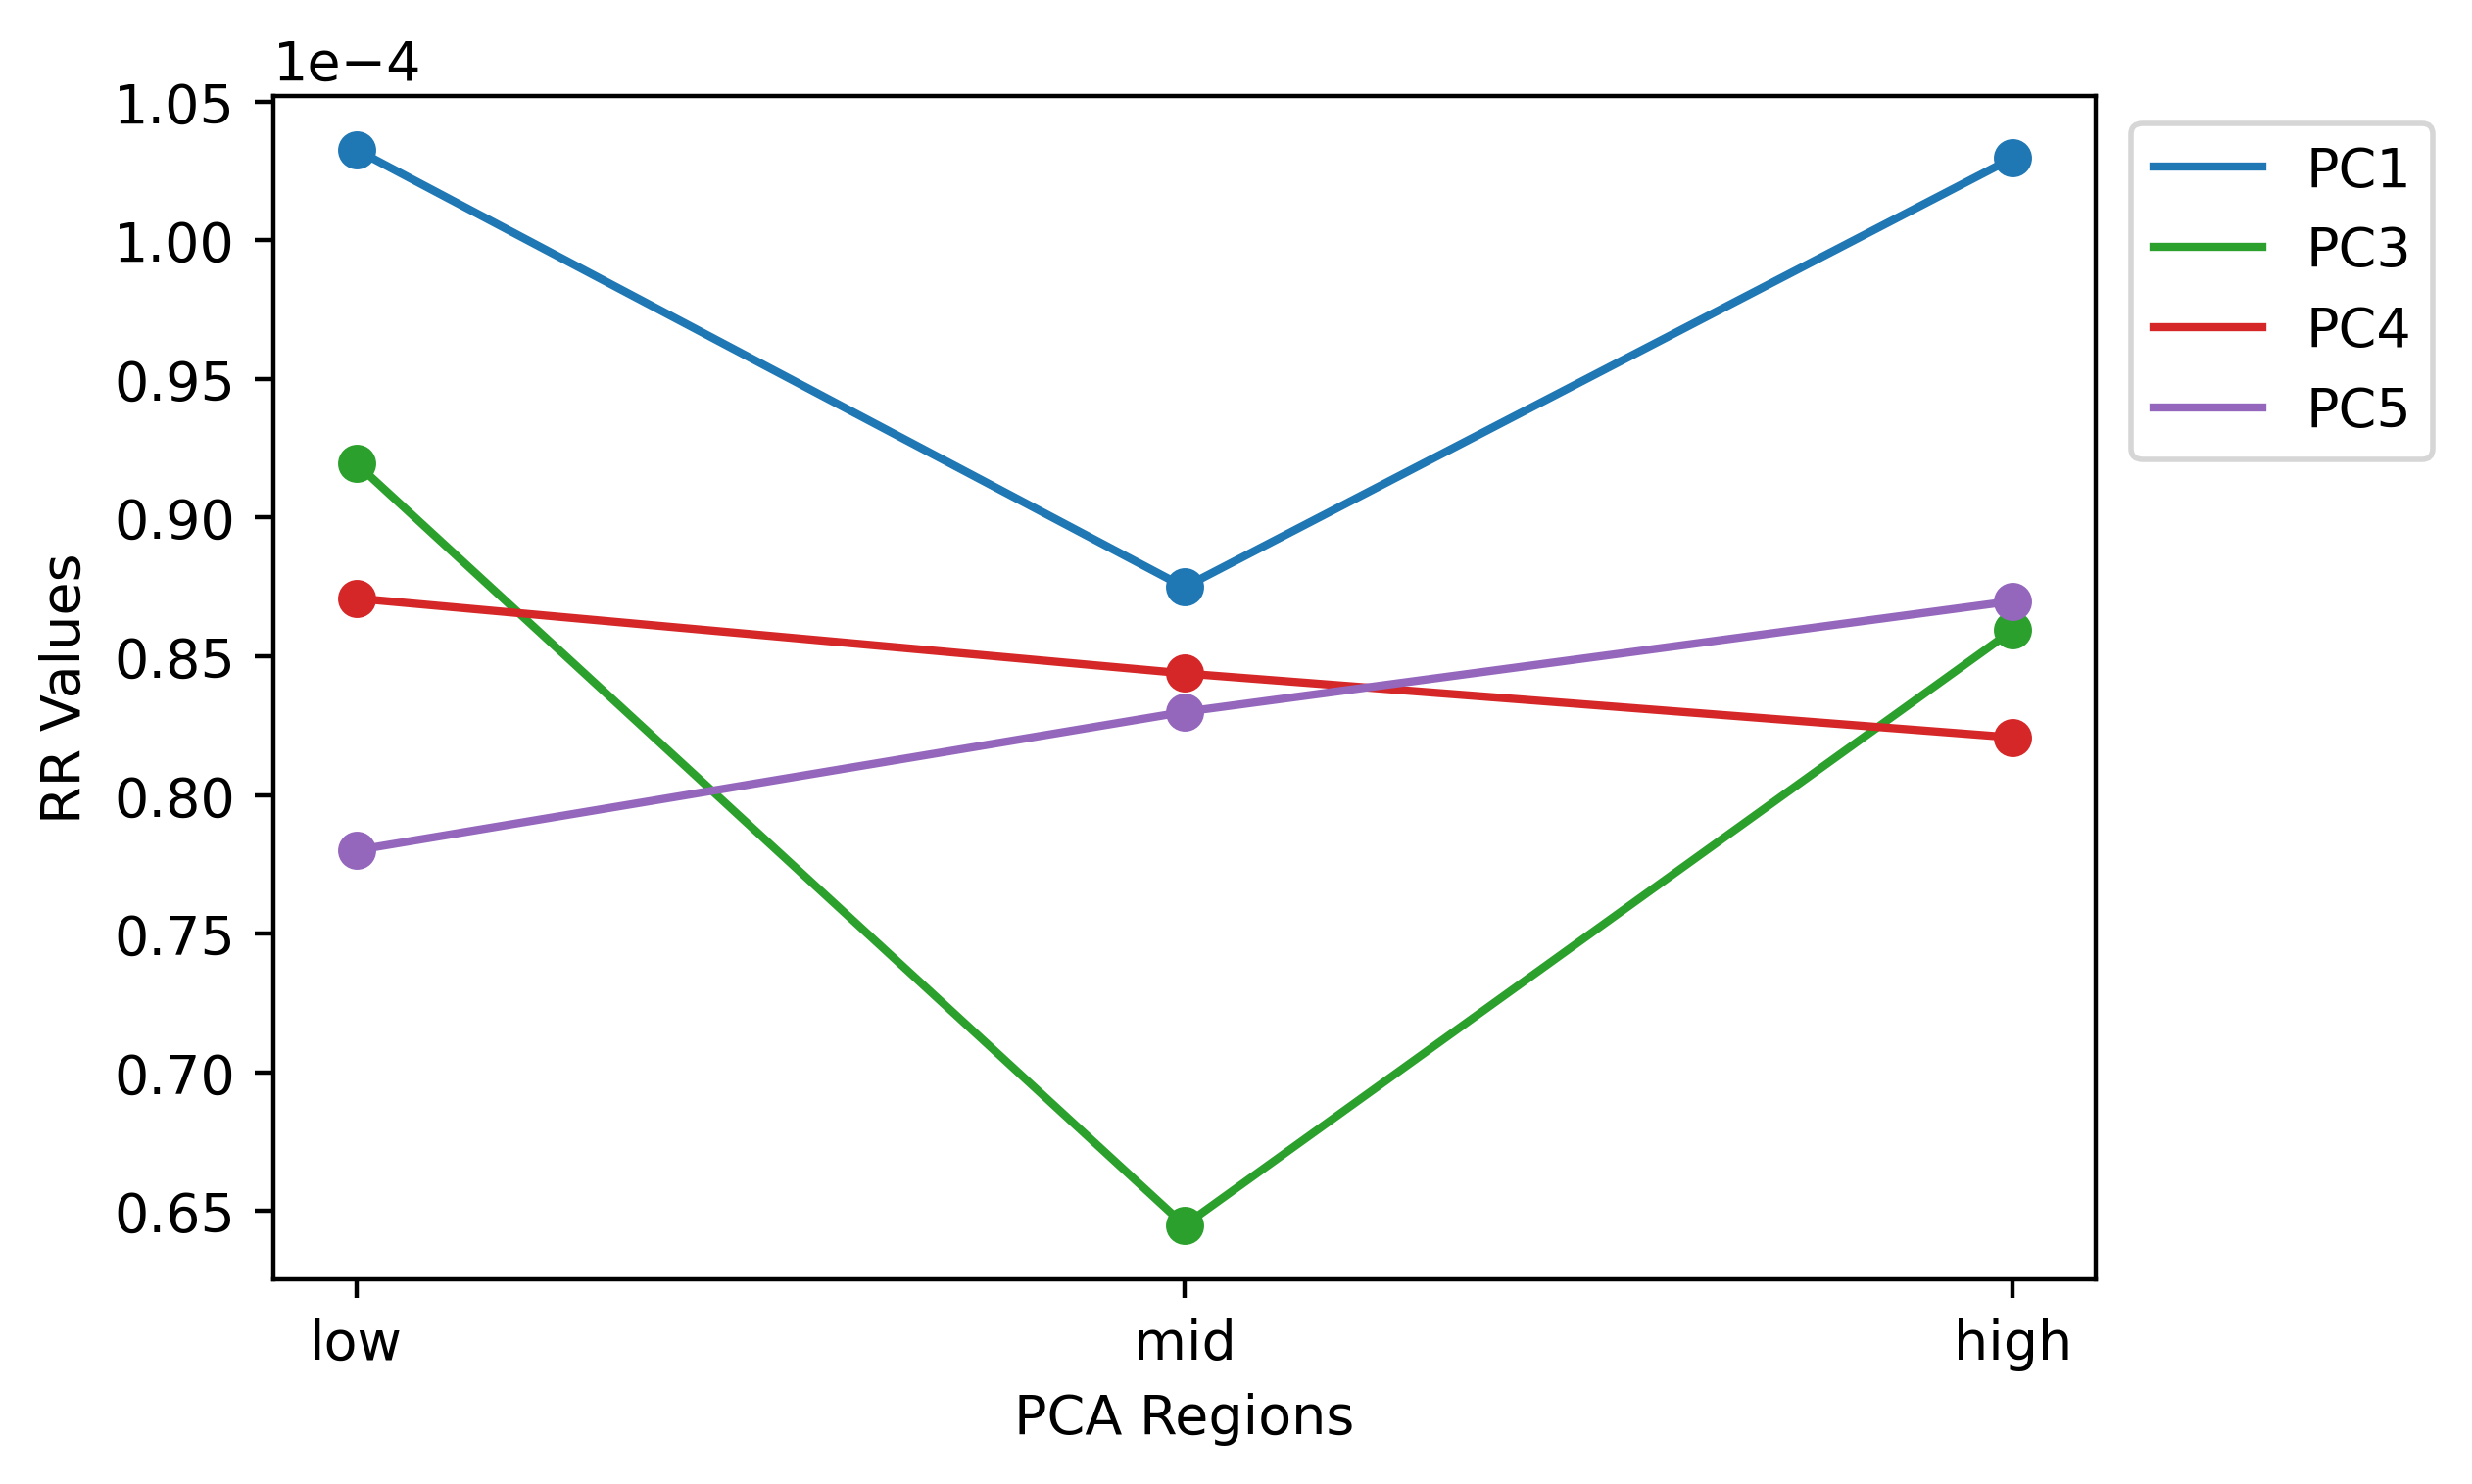 1e−4
1.05
1.00
0.95
0.90
0.85
0.80
0.75
0.70
0.65
RR Values
low mid high
PCA Regions
PC1
PC3
PC4
PC5